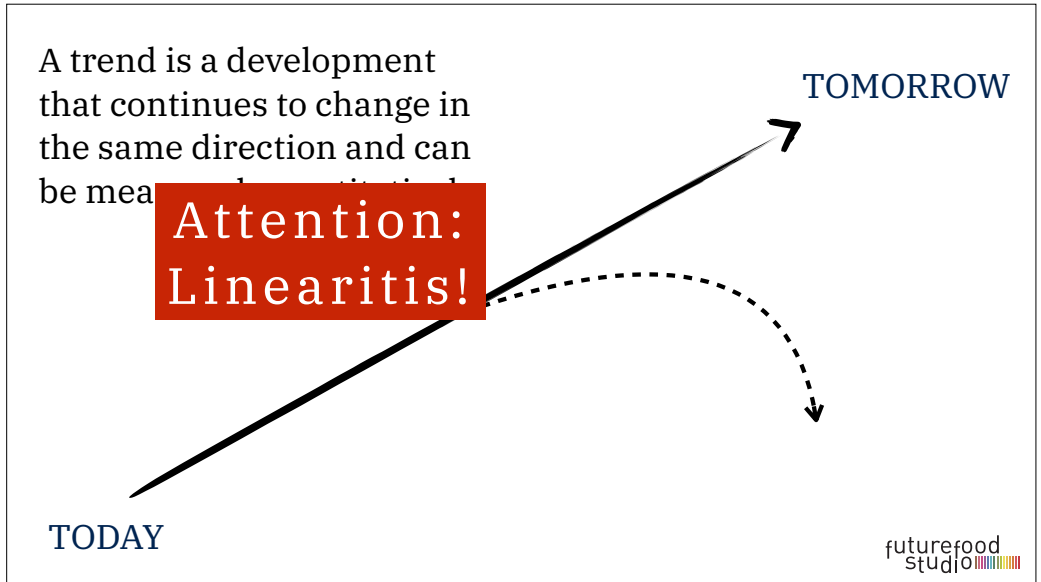 A trend is a development
that continues to change in
the same direction and can
be
Attention:
Linearitis!
TOMORROW
TODAY
futurefood
studio